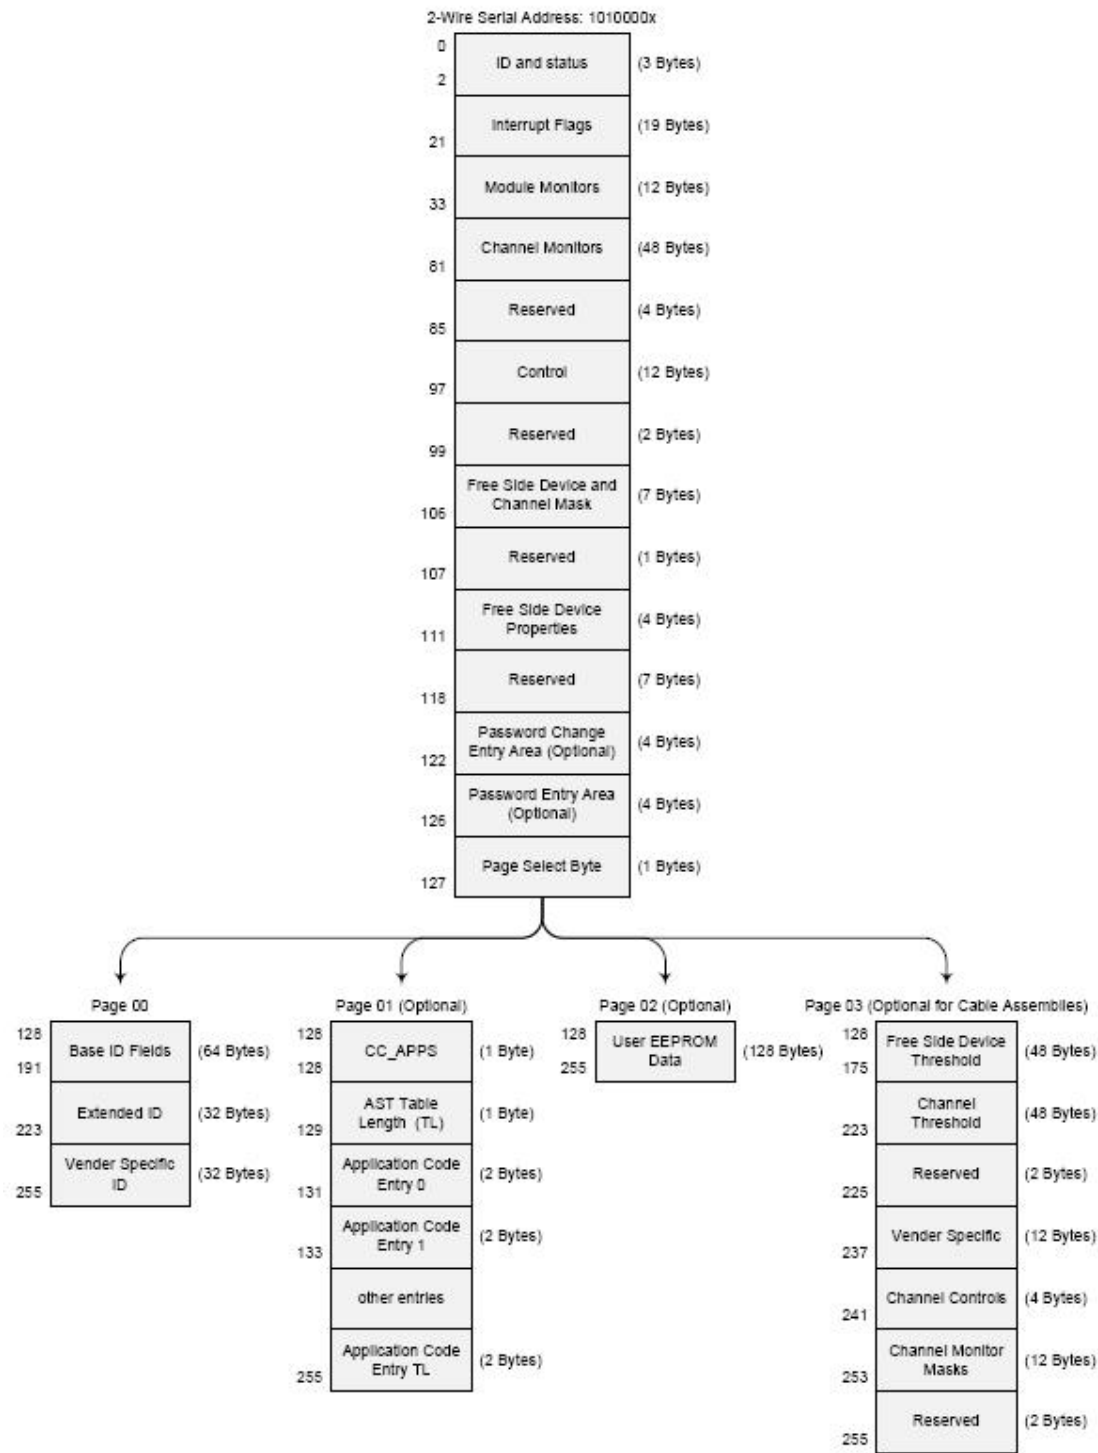 2-Wire Serial Address: 1010000x
0
ID and status (3 Bytes)
2
Interrupt Flags (19 Bytes)
21
Module Monitors (12 Bytes)
33
Channel Monitors (48 Bytes)
81
Reserved (4 Bytes)
85
Control (12 Bytes)
97
Reserved (2 Bytes)
99
Free Side Device and
Channel Mask (7 Bytes)
106
Reserved (1 Bytes)
107
Free Side Device
Properties (4 Bytes)
111
Reserved (7 Bytes)
118
Password Change
Entry Area (Optional) (4 Bytes)
122
Password Entry Area
(Optional) (4 Bytes)
126
Page Select Byte (1 Bytes)
127
Page 00
128
Base ID Fields (64 Bytes)
191
Extended ID (32 Bytes)
223
Vender Specific
ID (32 Bytes)
255
Page 01 (Optional)
128
CC_APPS (1 Byte)
128
AST Table
Length (TL) (1 Byte)
129
Application Code
Entry 0 (2 Bytes)
131
Application Code
Entry 1 (2 Bytes)
133
other entries
Application Code
Entry TL (2 Bytes)
255
Page 02 (Optional)
128
User EEPROM
Data (128 Bytes)
255
Page 03 (Optional for Cable Assemblies)
128
Free Side Device
Threshold (48 Bytes)
175
Channel
Threshold (48 Bytes)
223
Reserved (2 Bytes)
225
Vender Specific (12 Bytes)
237
Channel Controls (4 Bytes)
241
Channel Monitor
Masks (12 Bytes)
253
Reserved (2 Bytes)
255